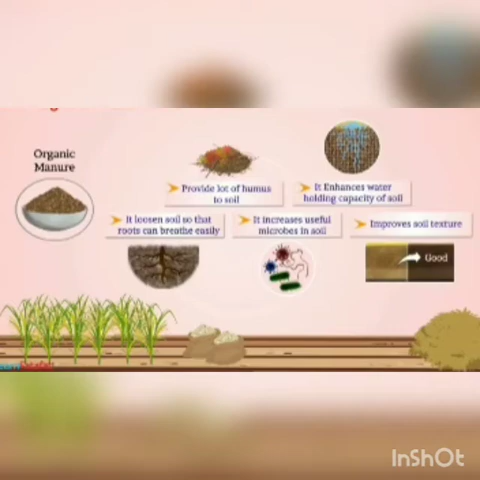 Organic
Manure
Provide lot of humus
to soil
It Enhances water
holding capacity of soil
It loosen soil so that
roots can breathe easily
It increases useful
microbes in soil
Improves soil texture
Good
InShOt